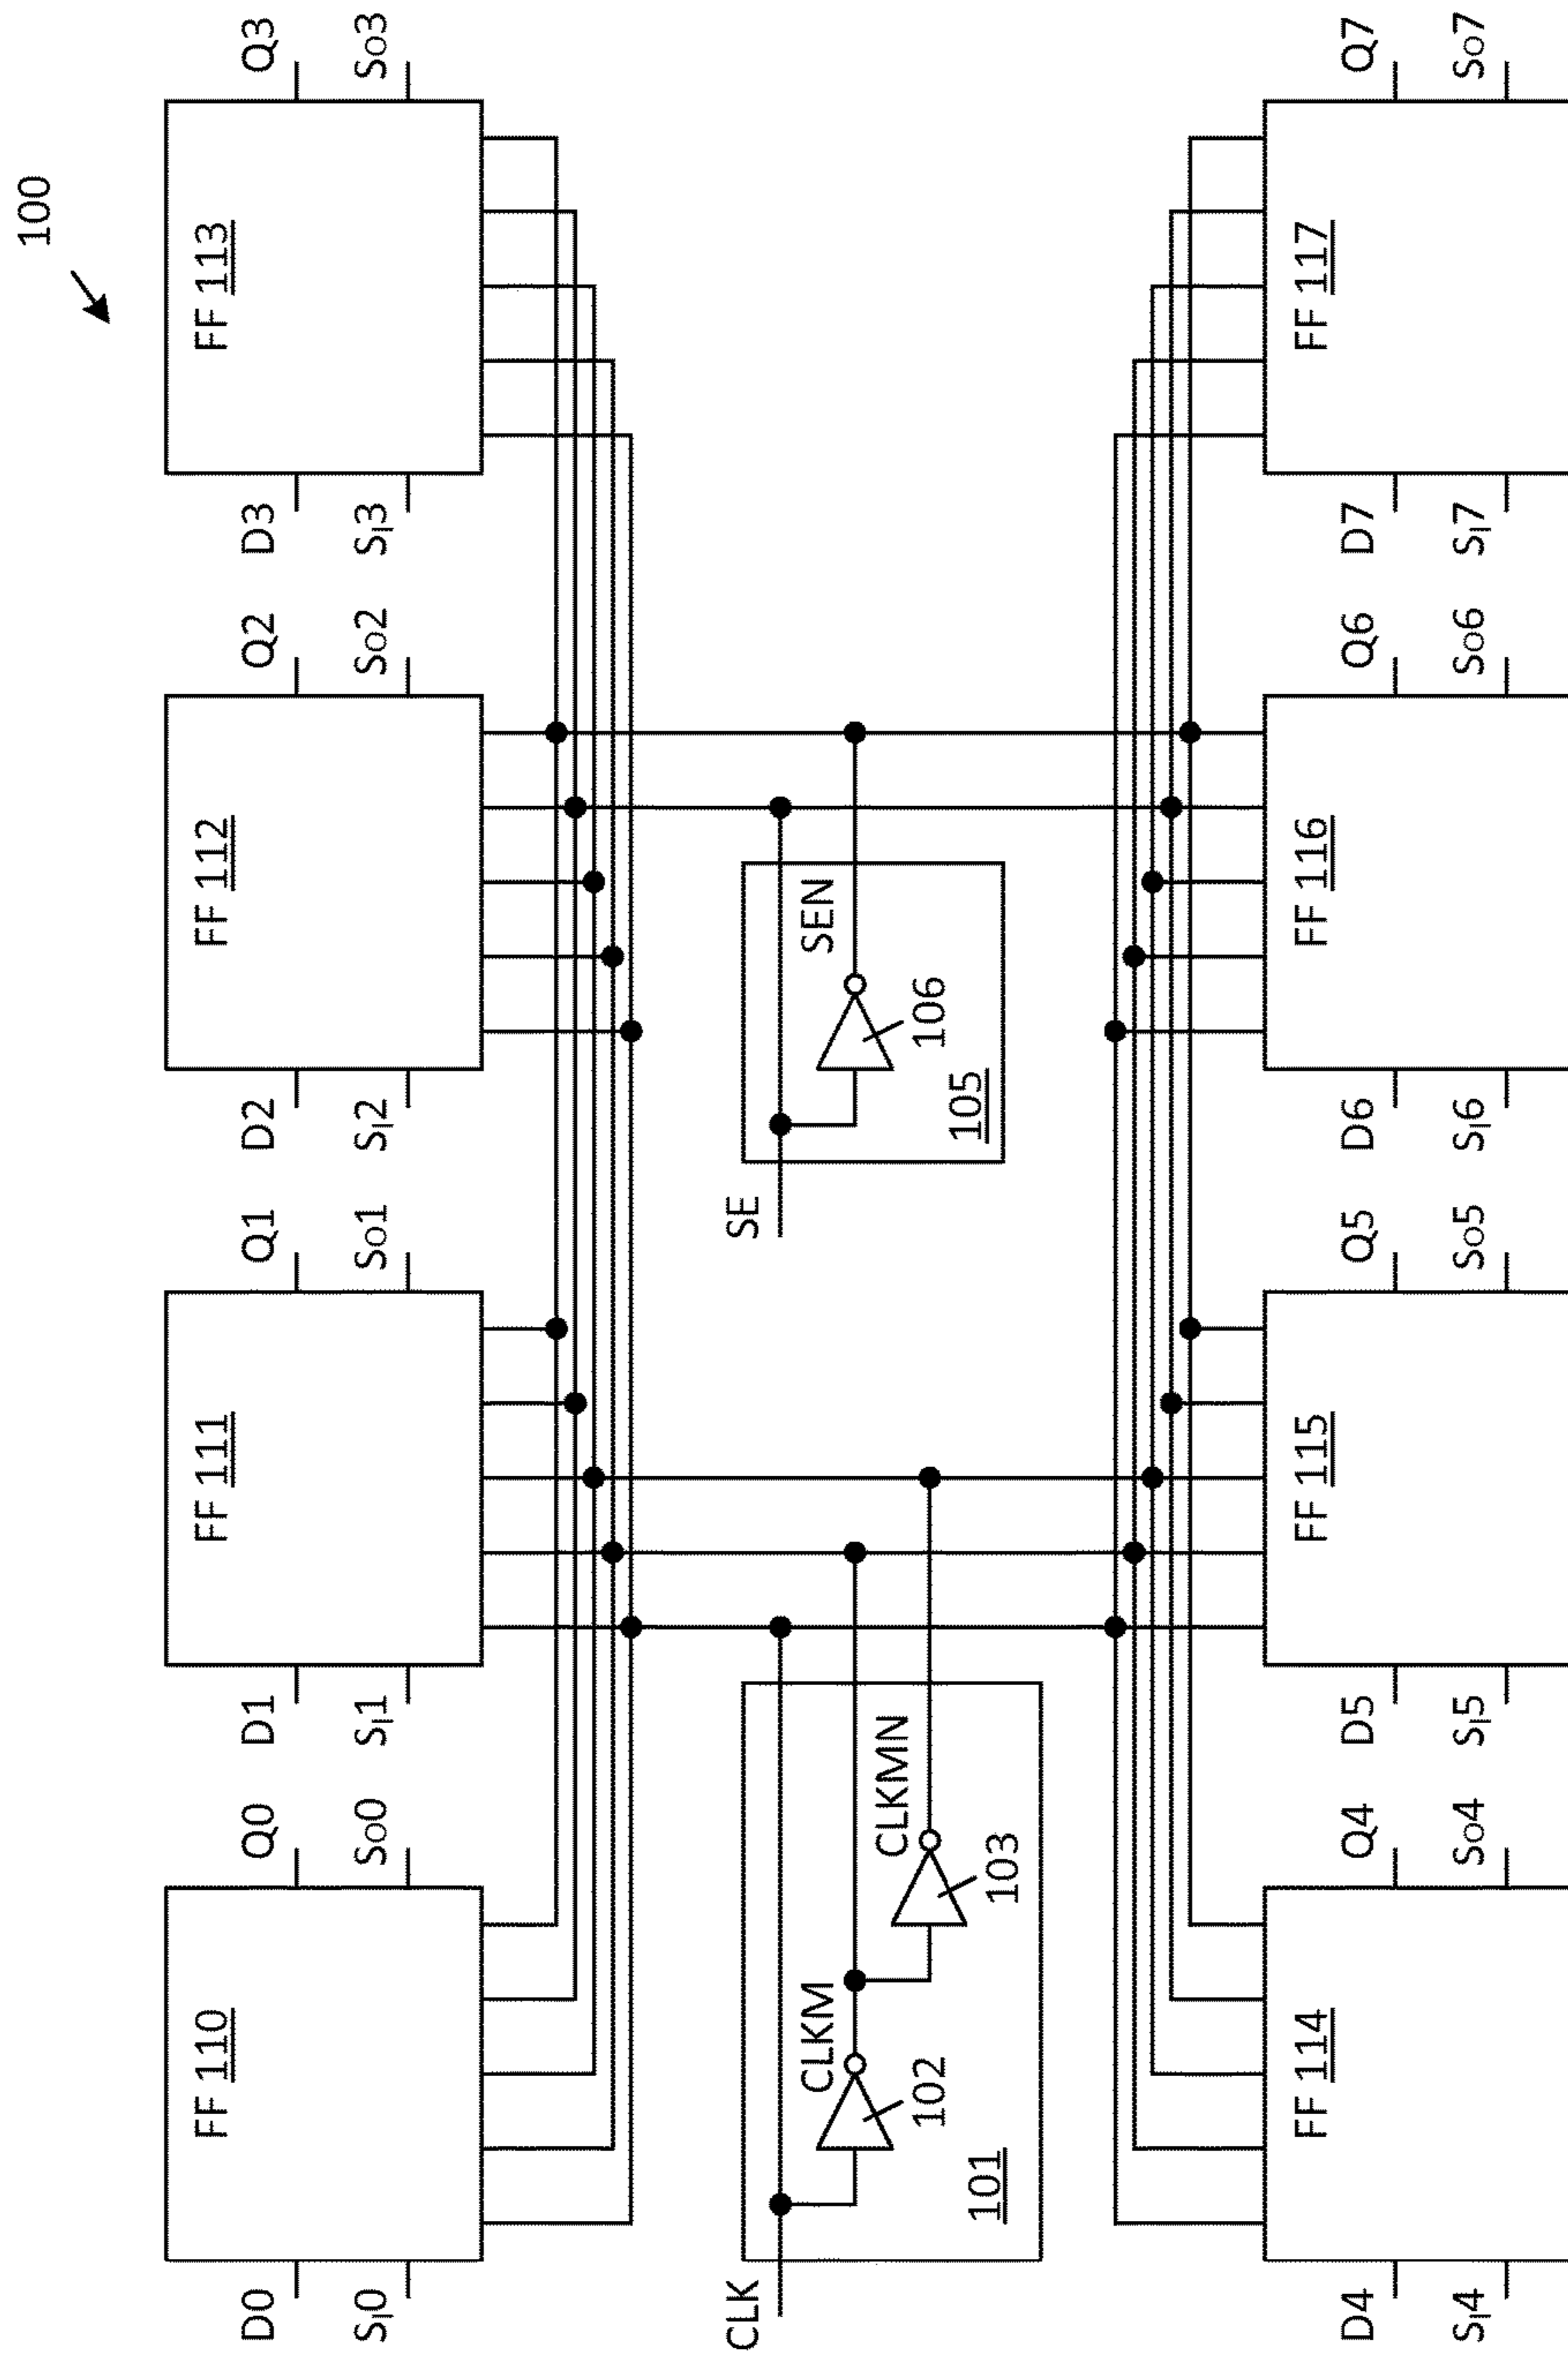 100
FF 110
D0
SI0
Q0
SO0
FF 111
D1
SI1
Q1
SO1
FF 112
D2
SI2
Q2
SO2
FF 113
D3
SI3
Q3
SO3
CLK
CLKM
102
CLKMN
103
101
SE
SEN
106
105
FF 114
D4
SI4
Q4
SO4
FF 115
D5
SI5
Q5
SO5
FF 116
D6
SI6
Q6
SO6
FF 117
D7
SI7
Q7
SO7